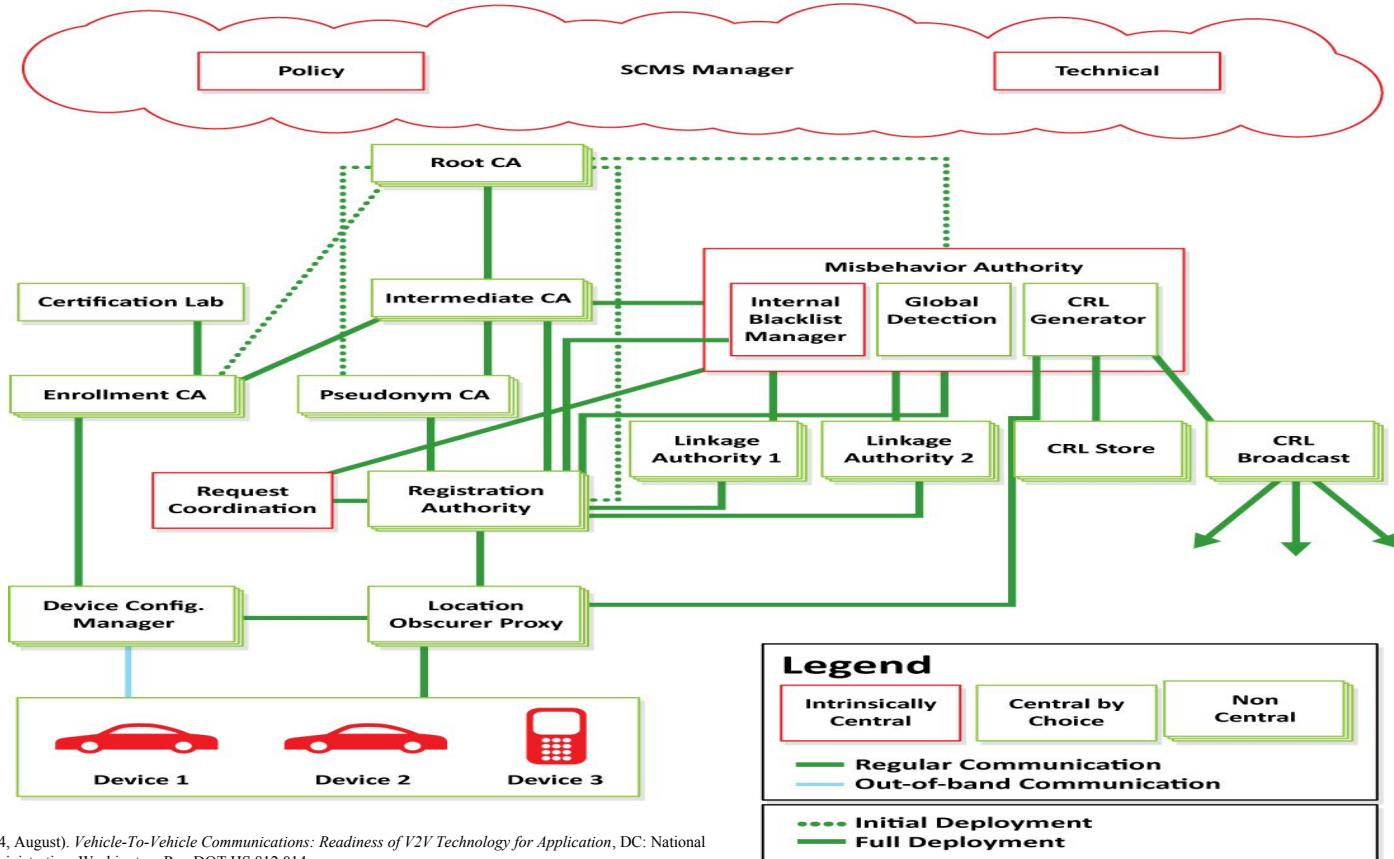 Policy
SCMS Manager
Technical
Root CA
Misbehavior Authority
Certification Lab
Intermediate CA
Internal
Blacklist
Manager
Global
Detection
CRL
Generator
Enrollment CA
Pseudonym CA
Linkage
Authority 1
Linkage
Authority 2
CRL Store
CRL
Broadcast
Request
Coordination
Registration
Authority
Device Config.
Manager
Location
Obscurer Proxy
Device 1
Device 2
Device 3
Legend
Intrinsically
Central
Central by
Choice
Non
Central
Regular Communication
Out-of-band Communication
Initial Deployment
Full Deployment
4, August). Vehicle-To-Vehicle Communications: Readiness of V2V Technology for Application, DC: National